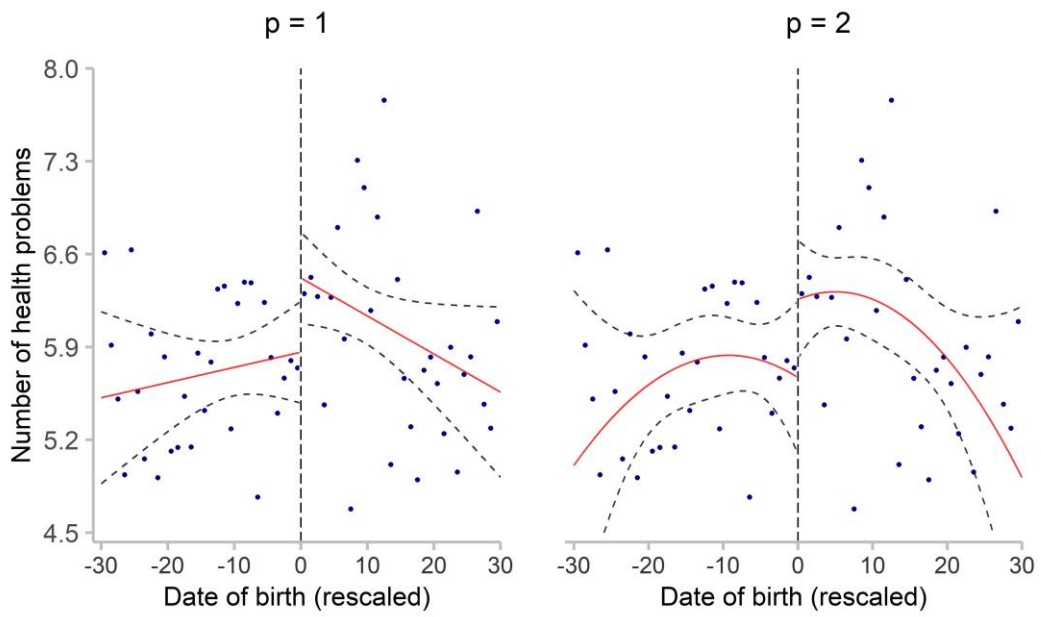 p = 1
p = 2
Number of health problems
8.0
7.3
6.6
5.9
5.2
4.5
-30 -20 -10 0 10 20 30
-30 -20 -10 0 10 20 30
Date of birth (rescaled)
Date of birth (rescaled)